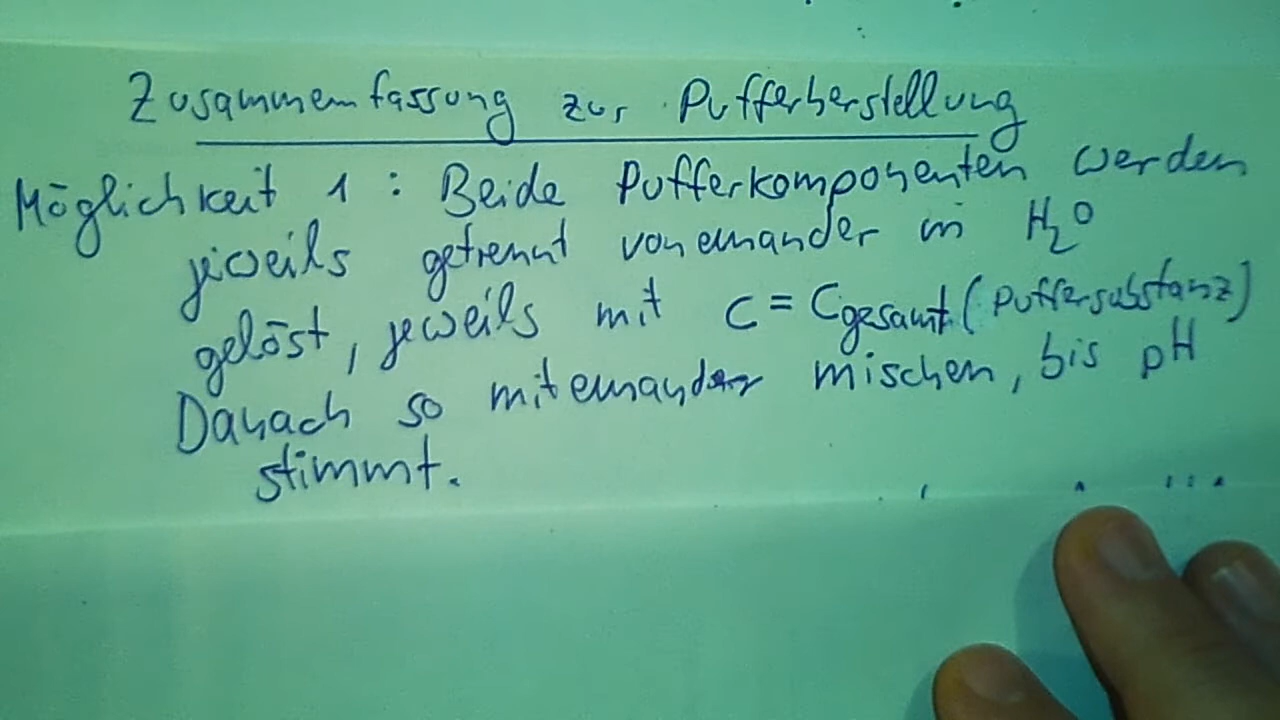 Zusammenfassung zur Pufferherstellung
Möglichkeit 1 : Beide Pufferkomponenten werden
jeweils getrennt voneinander in H₂O
gelöst, jeweils mit c = Cgesamt (Puffersubstanz)
Danach so miteinander mischen, bis pH
stimmt.